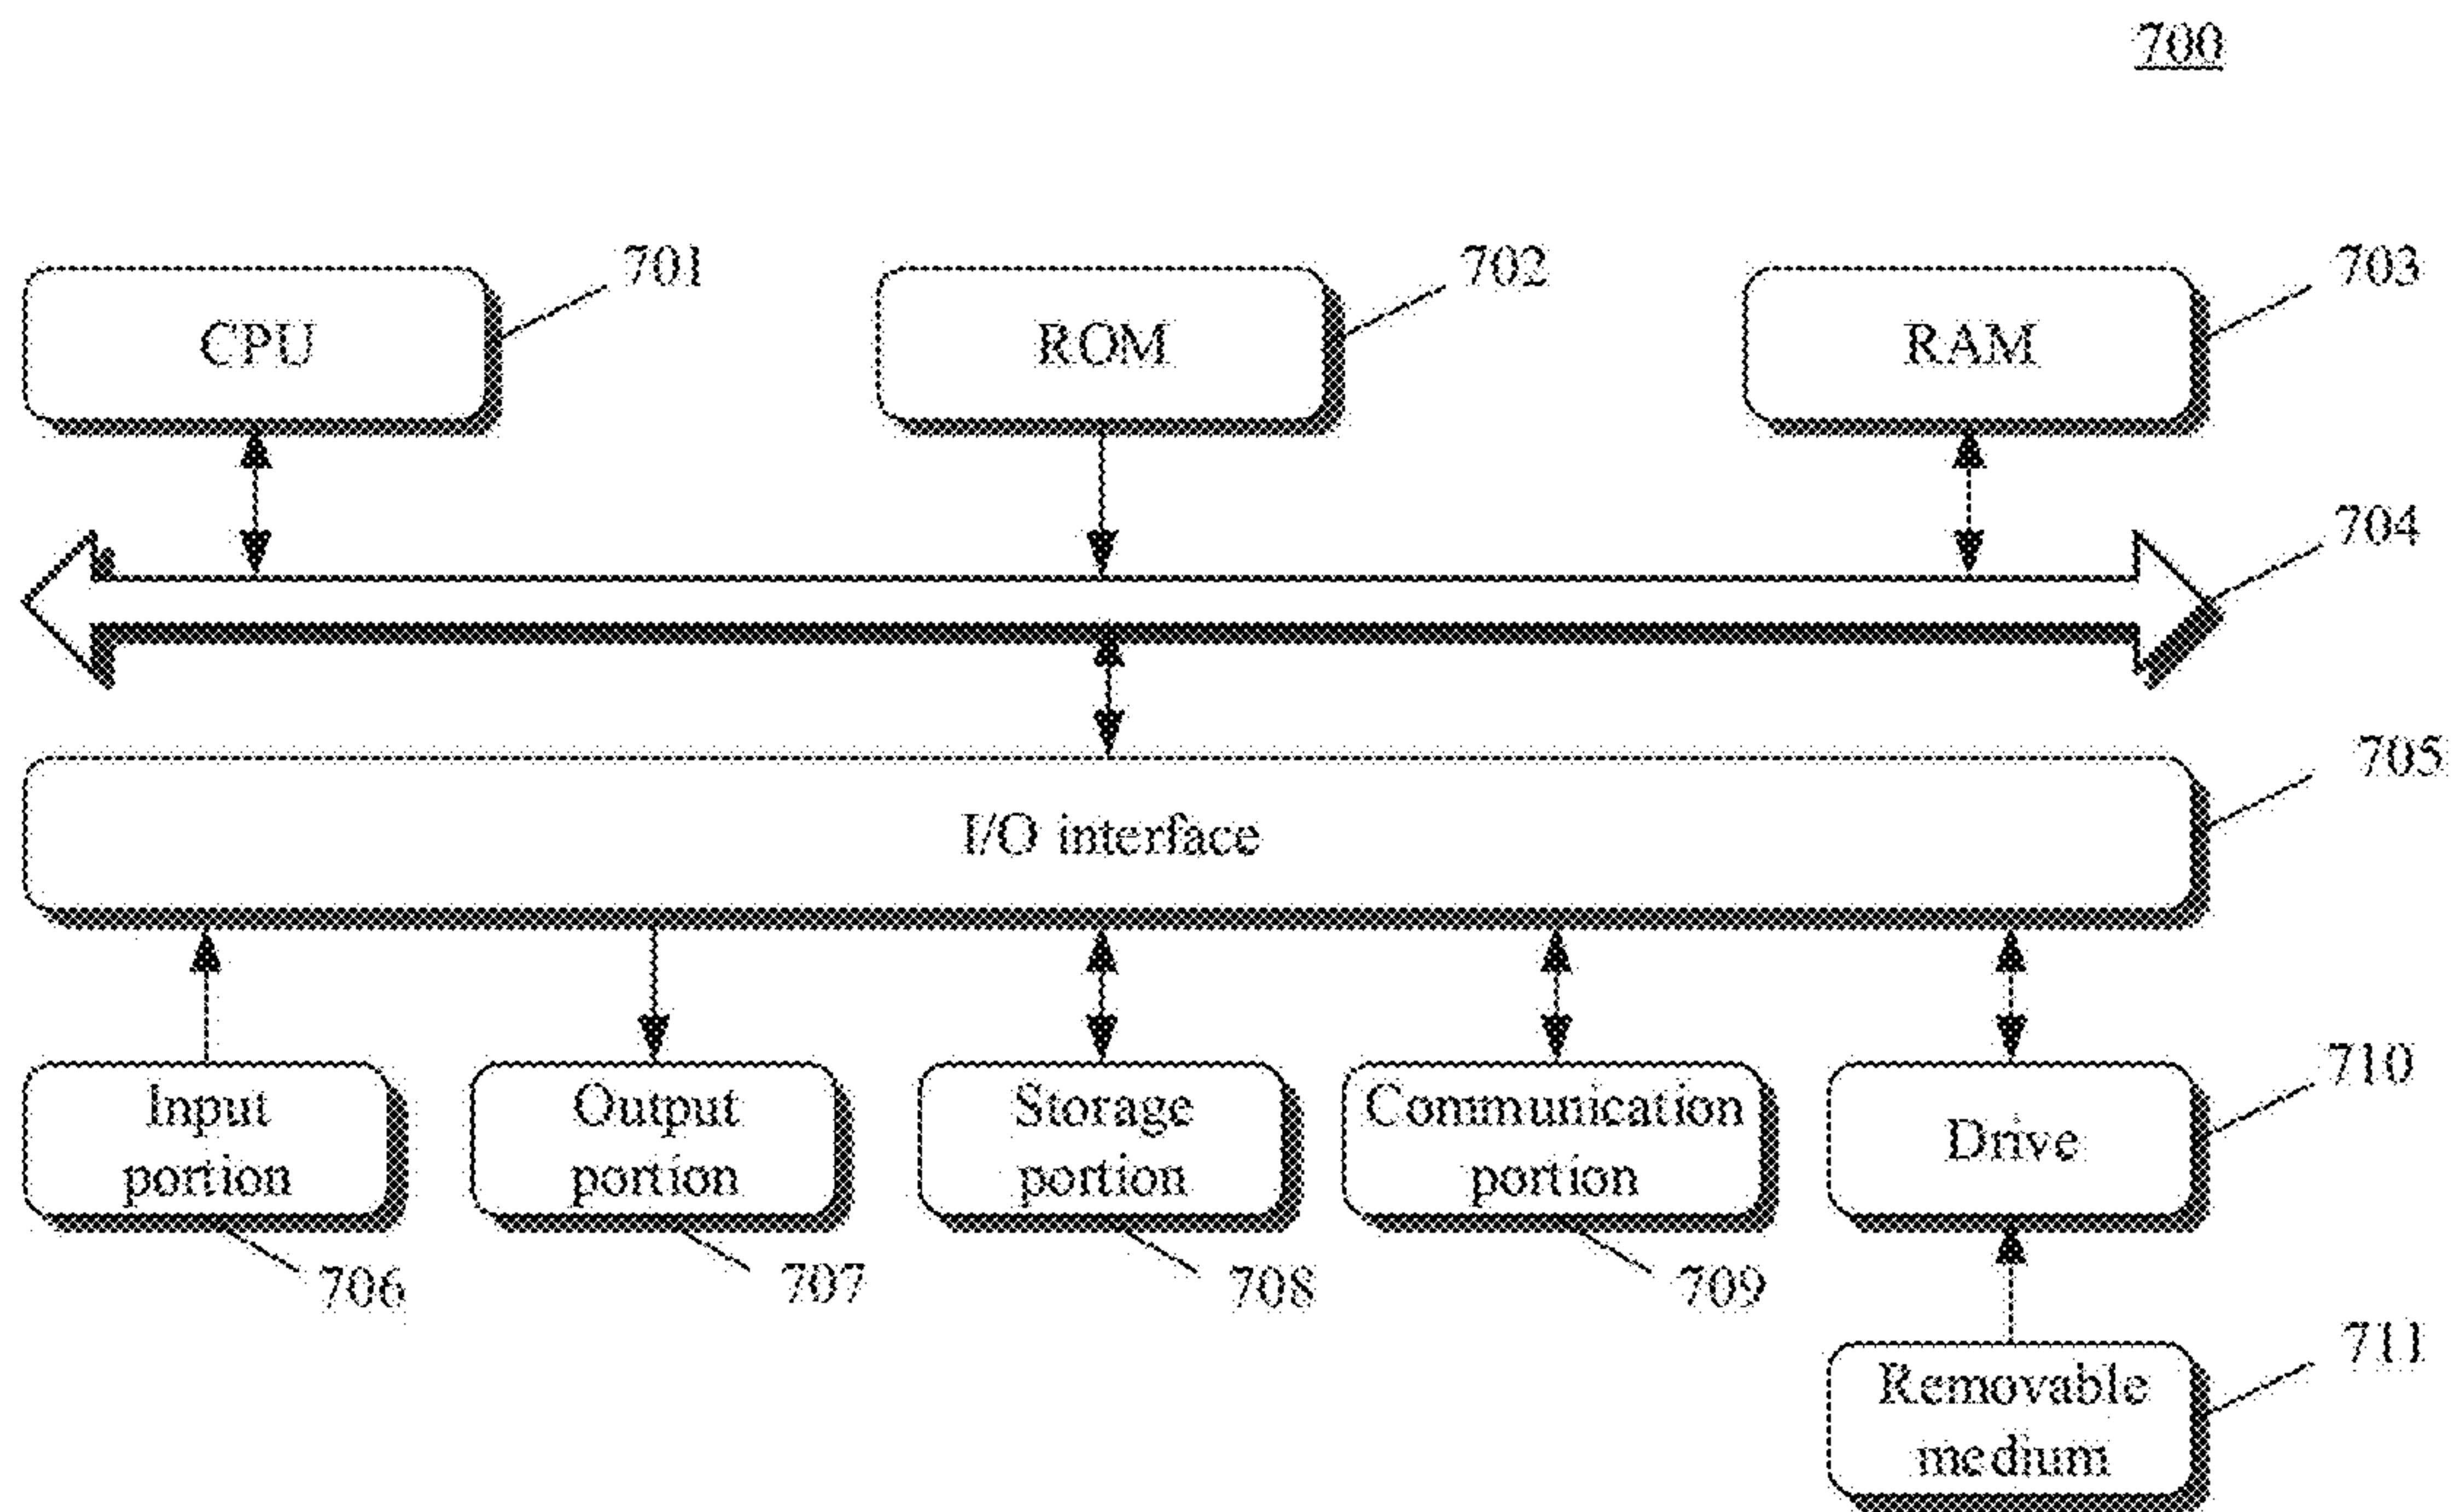 700
CPU
701
ROM
702
RAM
703
704
I/O interface
705
Input
portion
706
Output
portion
707
Storage
portion
708
Communication
portion
709
Drive
710
Removable
medium
711